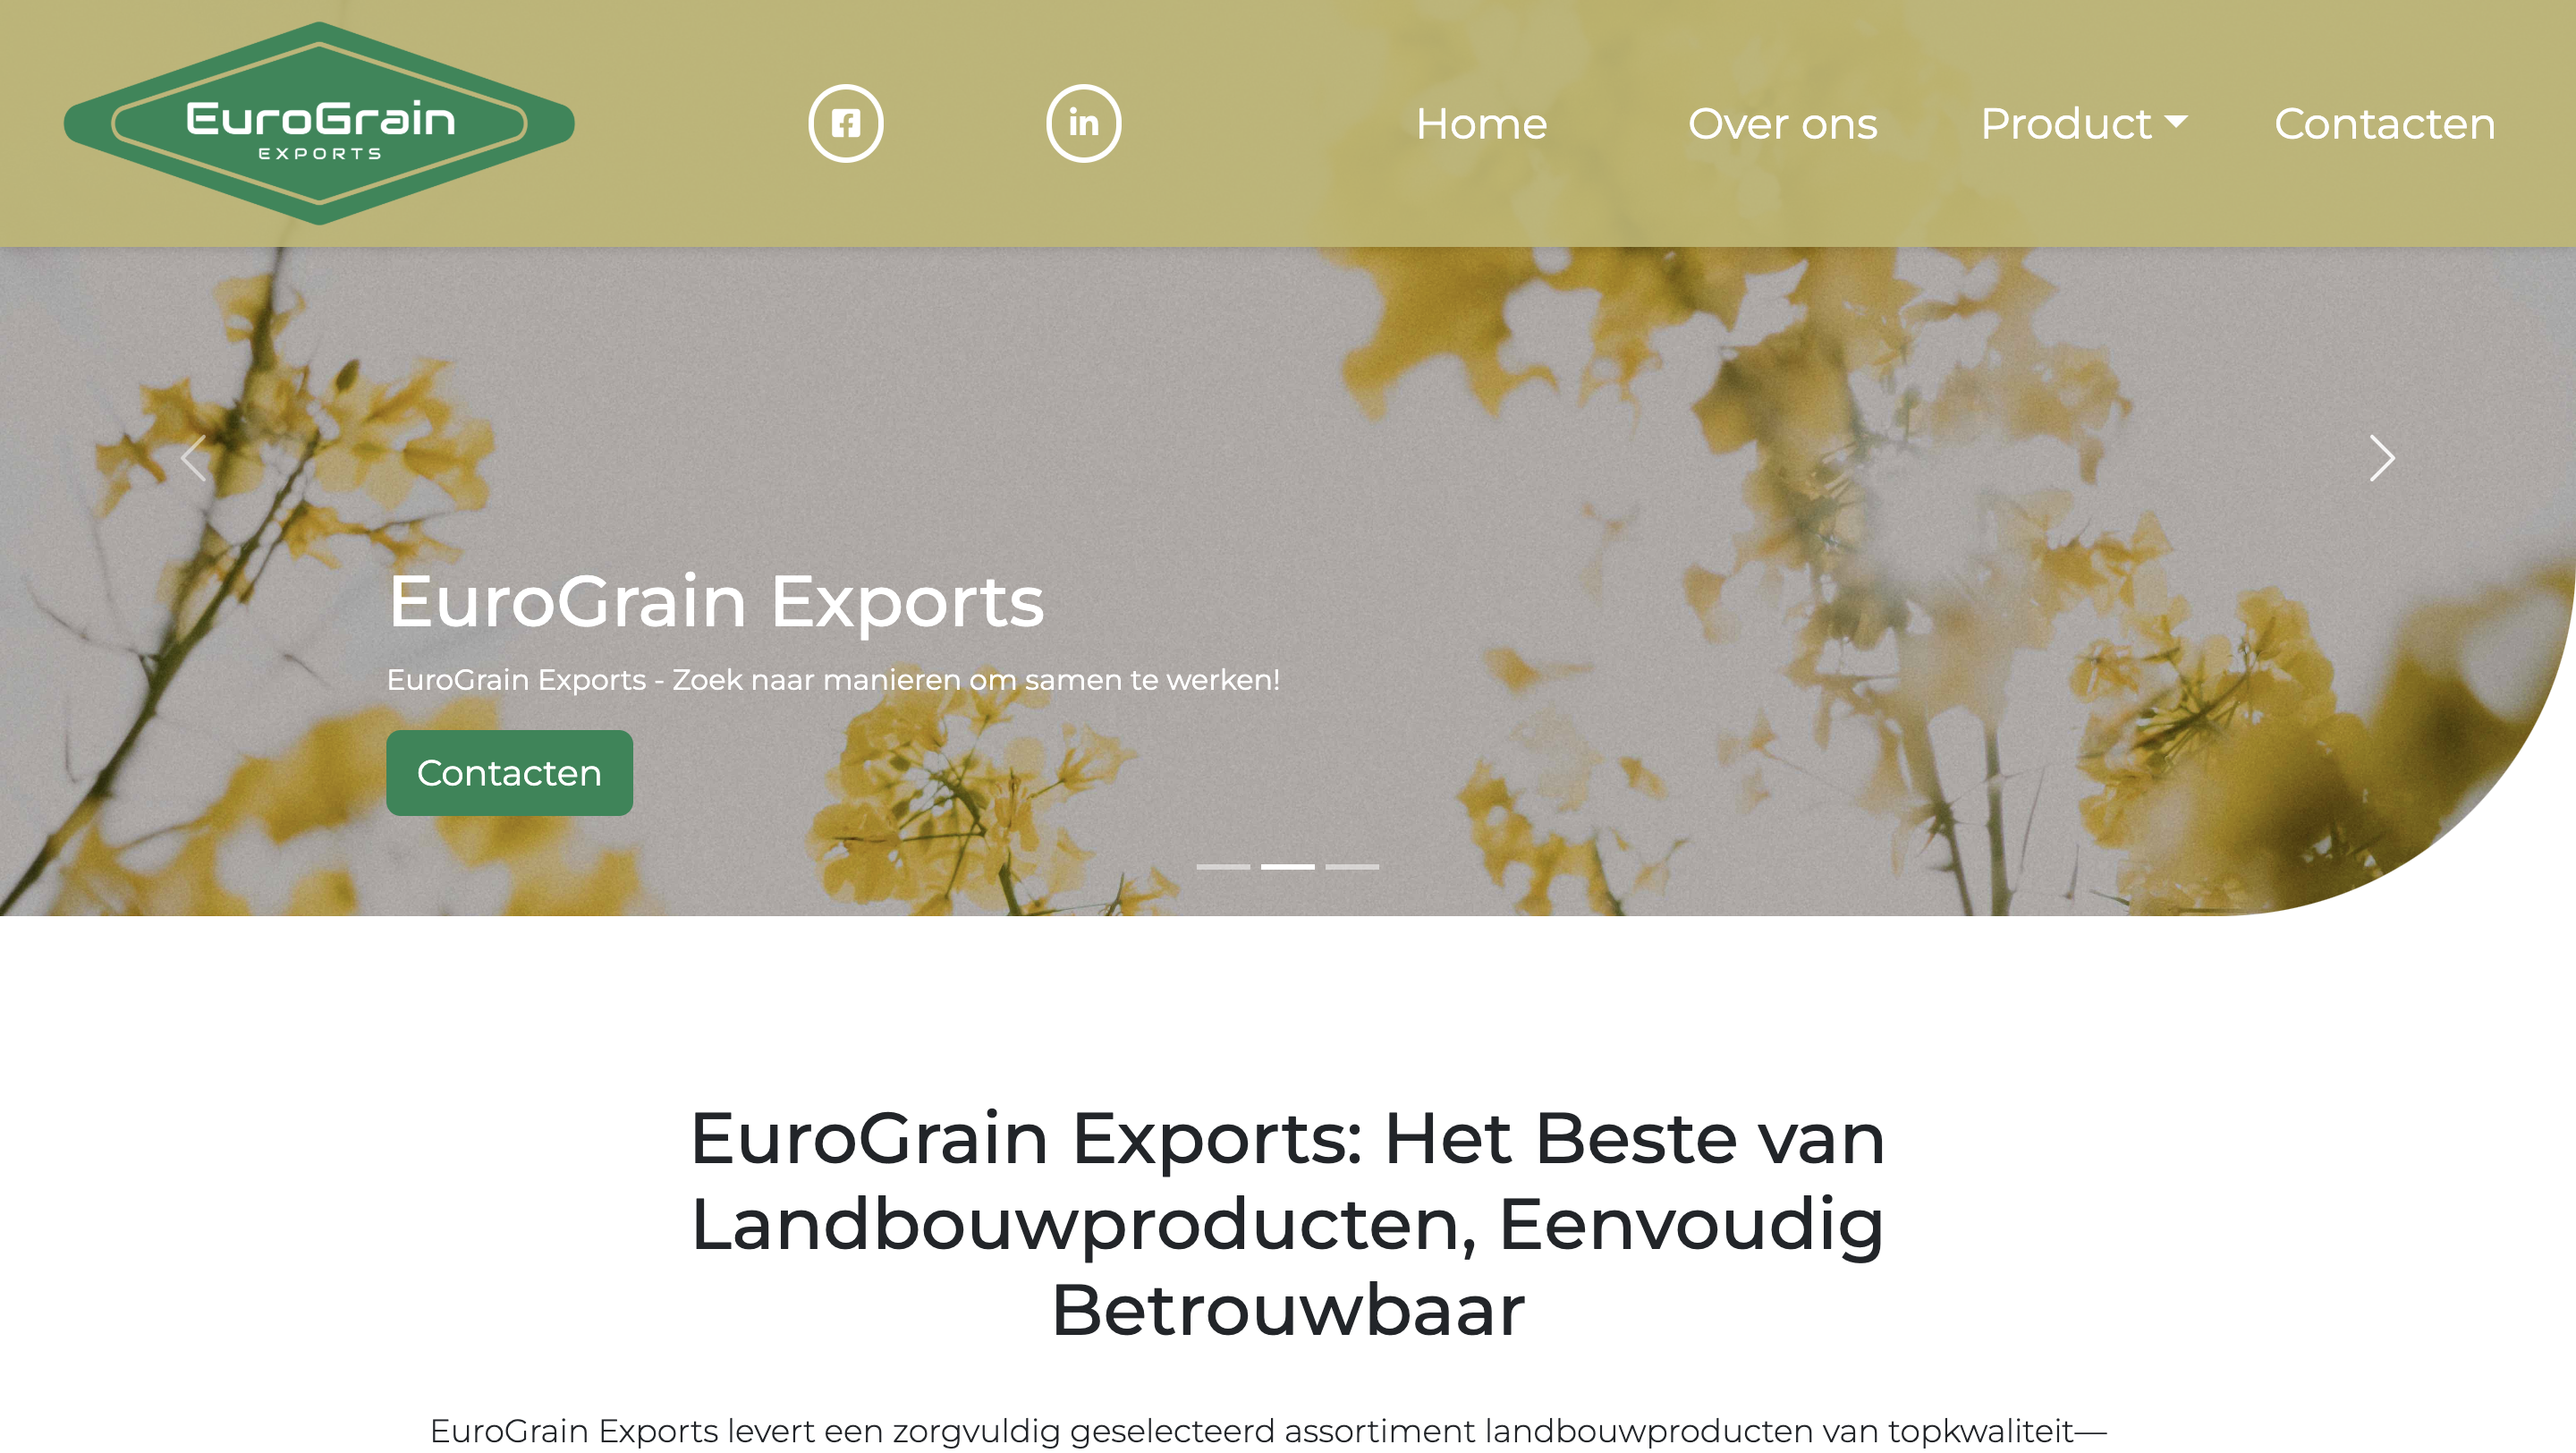 EuroGrain
EXPORTS
Home
Over ons
Product
Contacten
EuroGrain Exports
EuroGrain Exports - Zoek naar manieren om samen te werken!
Contacten
EuroGrain Exports: Het Beste van
Landbouwproducten, Eenvoudig
Betrouwbaar
EuroGrain Exports levert een zorgvuldig geselecteerd assortiment landbouwproducten van topkwaliteit—